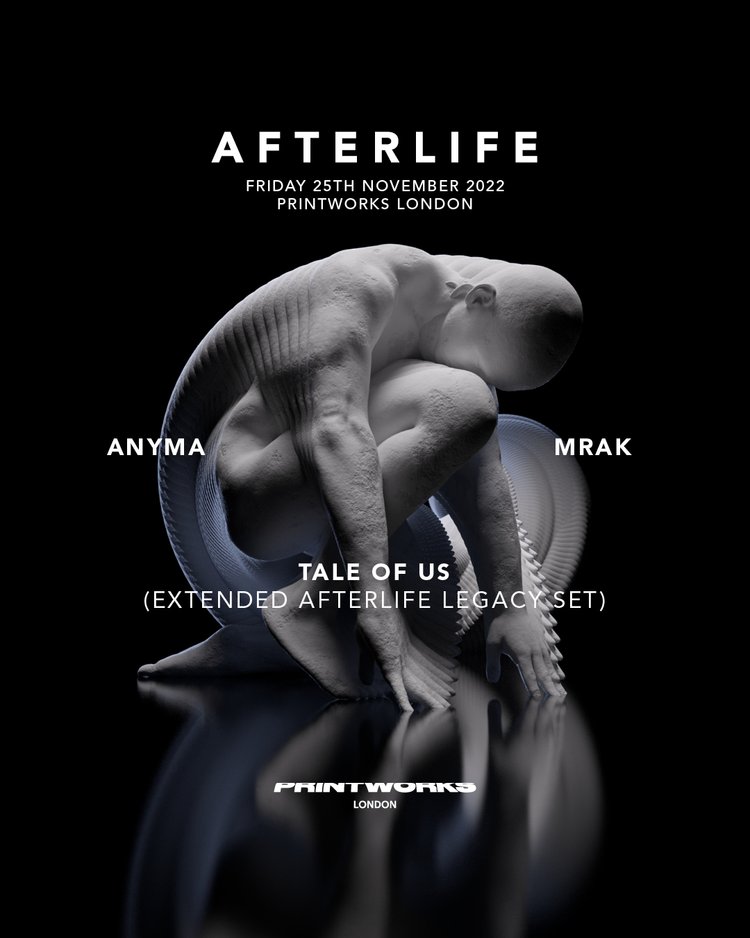 AFTERLIFE
FRIDAY 25TH NOVEMBER 2022
PRINTWORKS LONDON
ANYMA
MRAK
TALE OF US
(EXTENDED AFTERLIFE LEGACY SET)
PRINTWORKS
LONDON